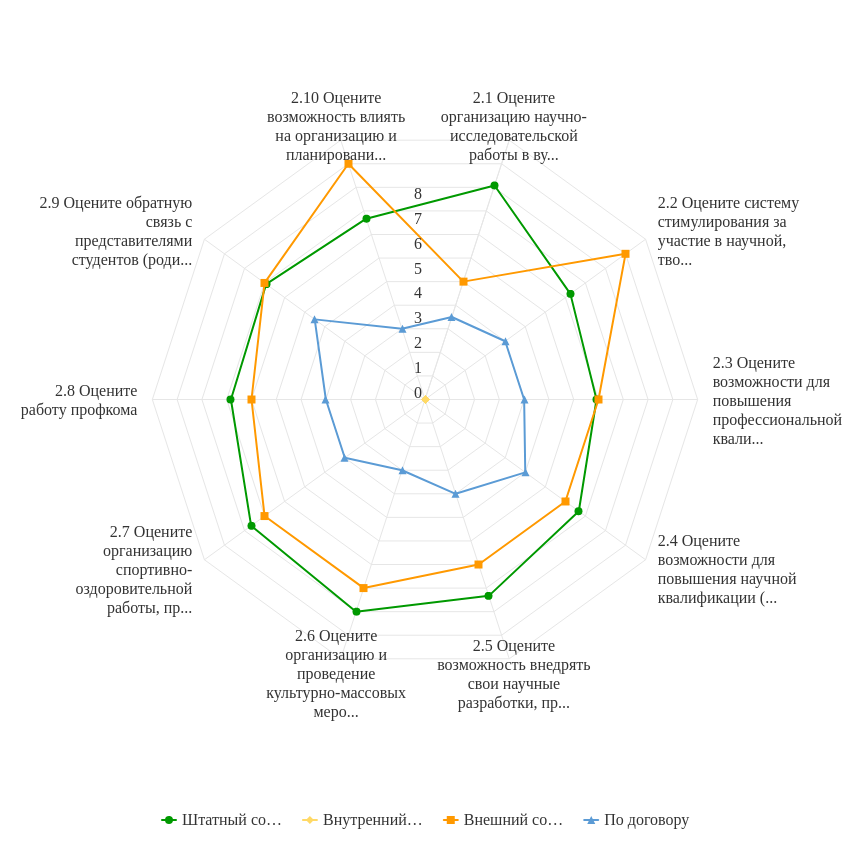 2.10 Оцените
возможность влиять
на организацию и
планировани...
2.1 Оцените
организацию научно-
исследовательской
работы в ву...
2.2 Оцените систему
стимулирования за
участие в научной,
тво...
2.3 Оцените
возможности для
повышения
профессиональной
квали...
2.4 Оцените
возможности для
повышения научной
квалификации (...
2.5 Оцените
возможность внедрять
свои научные
разработки, пр...
2.6 Оцените
организацию и
проведение
культурно-массовых
меро...
2.7 Оцените
организацию
спортивно-
оздоровительной
работы, пр...
2.8 Оцените
работу профкома
2.9 Оцените обратную
связь с
представителями
студентов (роди...
8
7
6
5
4
3
2
1
0
Штатный со…
Внутренний…
Внешний со…
По договору